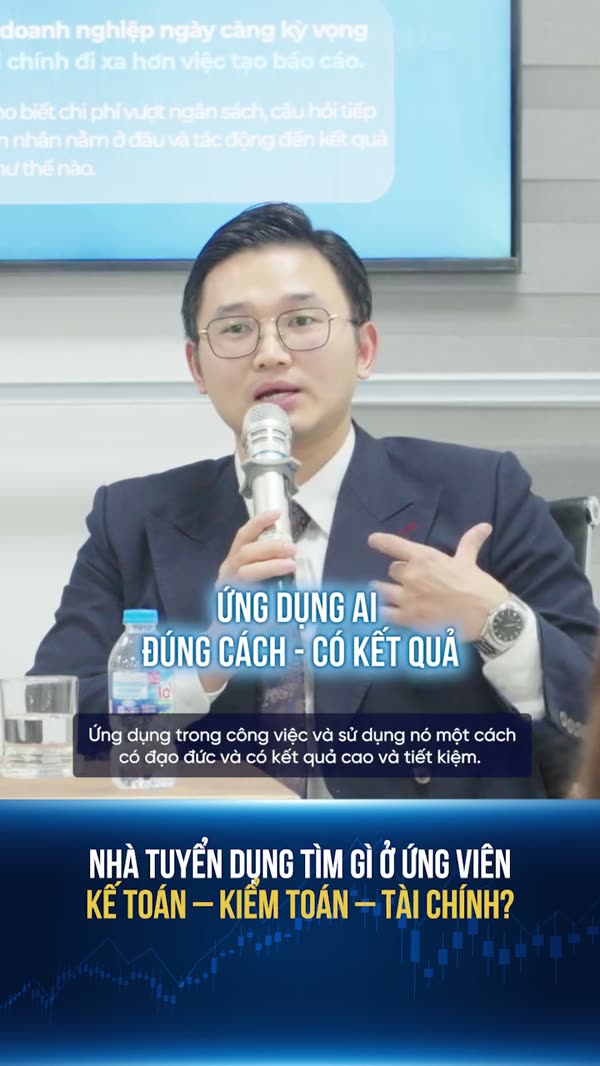 doanh nghiệp ngày càng kỳ vọng
chính đi xa hơn việc tạo báo cáo.
biết chi phí vượt ngân sách, câu hỏi tiếp
nhân nằm ở đâu và tác động đến kết quả
thế nào.
ỨNG DỤNG AI
ĐÚNG CÁCH - CÓ KẾT QUẢ
Ứng dụng trong công việc và sử dụng nó một cách
có đạo đức và có kết quả cao và tiết kiệm.
NHÀ TUYỂN DỤNG TÌM GÌ Ở ỨNG VIÊN
KẾ TOÁN – KIỂM TOÁN – TÀI CHÍNH?